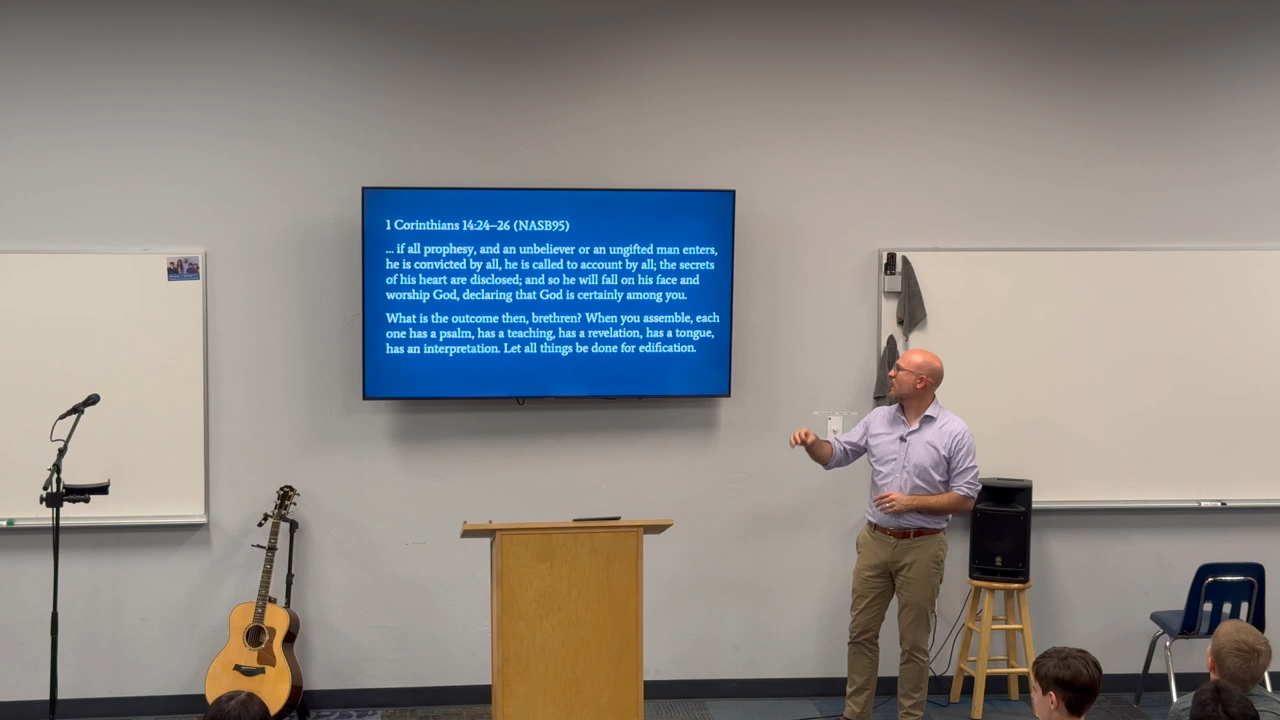 1 Corinthians 14:24–26 (NASB95)
... if all prophesy, and an unbeliever or an ungifted man enters,
he is convicted by all, he is called to account by all; the secrets
of his heart are disclosed; and so he will fall on his face and
worship God, declaring that God is certainly among you.
What is the outcome then, brethren? When you assemble, each
one has a psalm, has a teaching, has a revelation, has a tongue,
has an interpretation. Let all things be done for edification.